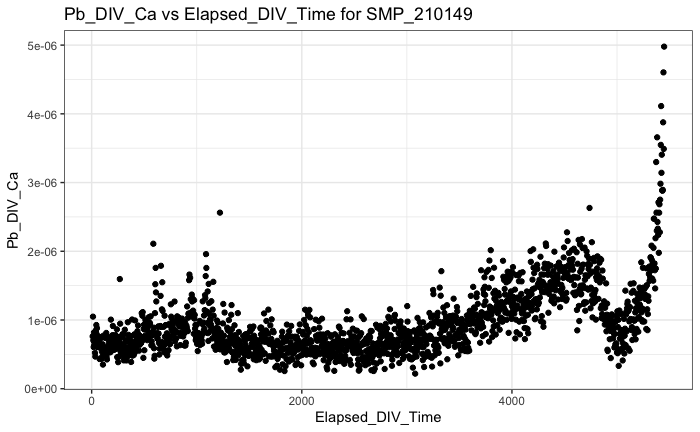 Pb_DIV_Ca vs Elapsed_DIV_Time for SMP_210149
5e-06
4e-06
3e-06
2e-06
1e-06
0e+00
Pb_DIV_Ca
0
2000
4000
Elapsed_DIV_Time